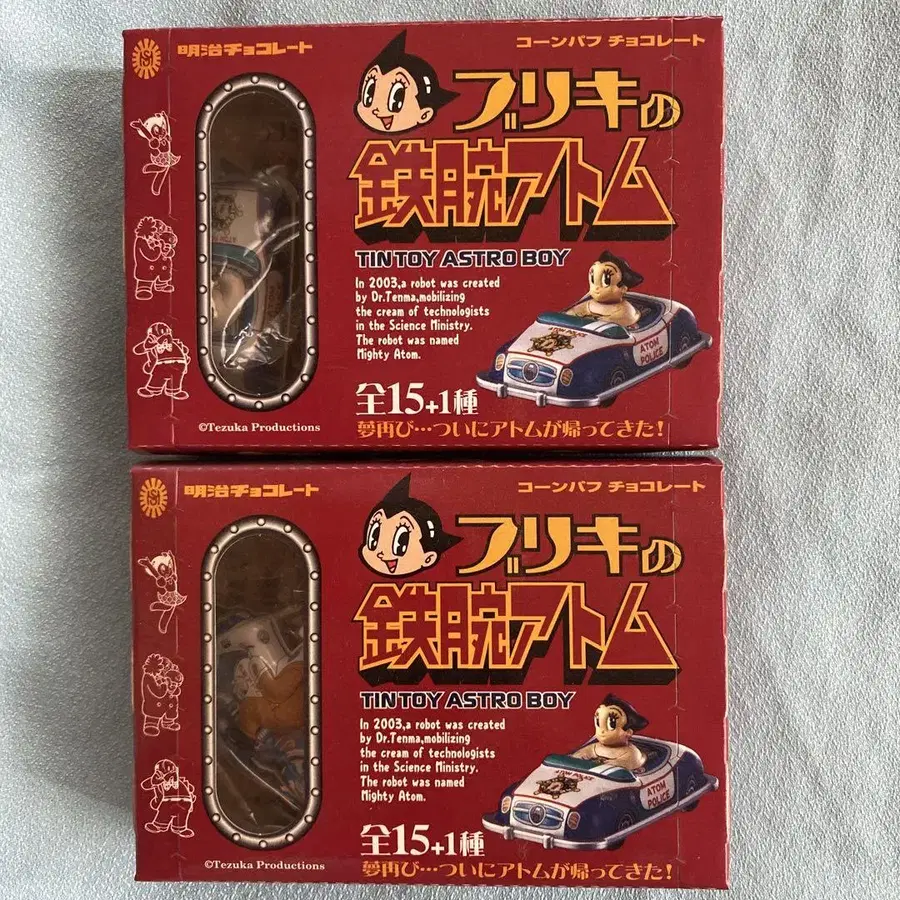 明治チョコレート
コーンパフ チョコレート
ブリキの
鉄腕アトム
TIN TOY ASTRO BOY
In 2003,a robot was created
by Dr.Tenma,mobilizing
the cream of technologists
in the Science Ministry.
The robot was named
Mighty Atom.
ATOM POLICE
ATOM
POLICE
全15+1種
©Tezuka Productions
夢再び…ついにアトムが帰ってきた!
明治チョコレート
コーンパフ チョコレート
ブリキの
鉄腕アトム
TIN TOY ASTRO BOY
In 2003,a robot was created
by Dr.Tenma,mobilizing
the cream of technologists
in the Science Ministry.
The robot was named
Mighty Atom.
ATOM POLICE
ATOM
POLICE
全15+1種
©Tezuka Productions
夢再び…ついにアトムが帰ってきた!